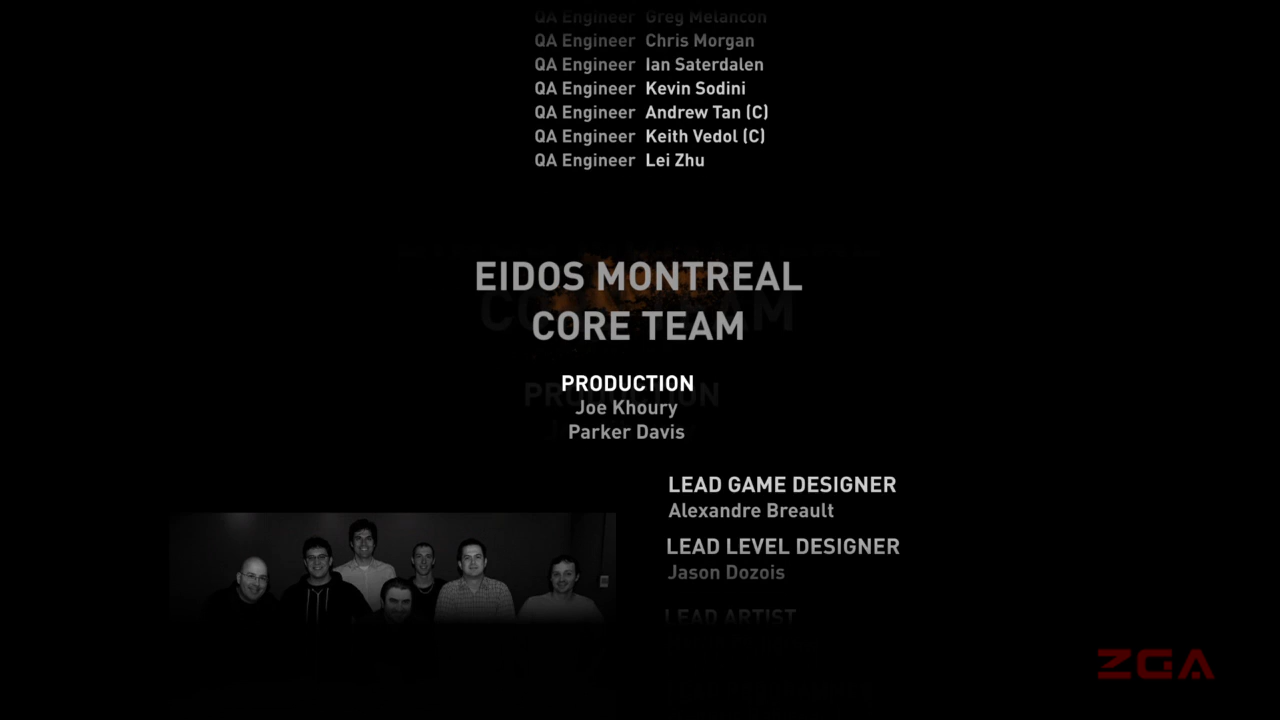 QA Engineer Greg Melancon
QA Engineer Chris Morgan
QA Engineer Ian Saterdalen
QA Engineer Kevin Sodini
QA Engineer Andrew Tan (C)
QA Engineer Keith Vedol (C)
QA Engineer Lei Zhu
EIDOS MONTREAL
CORE TEAM
PRODUCTION
Joe Khoury
Parker Davis
LEAD GAME DESIGNER
Alexandre Breault
LEAD LEVEL DESIGNER
Jason Dozois
LEAD ARTIST
ZGA